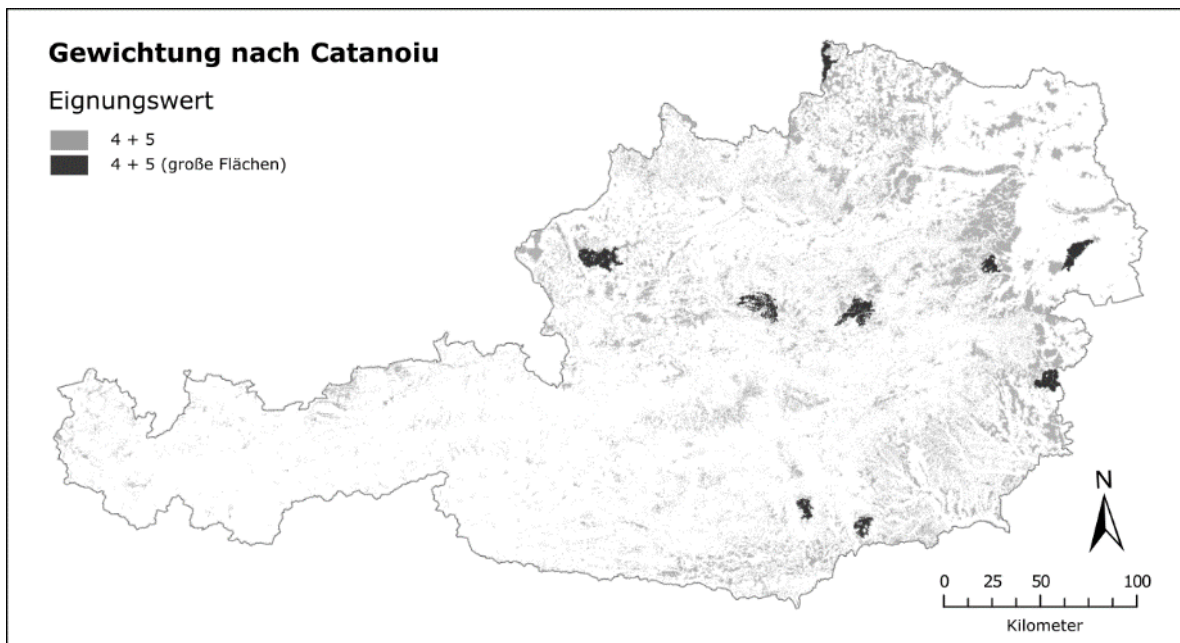 Gewichtung nach Catanoiu
Eignungswert
4 + 5
4 + 5 (große Flächen)
N
0 25 50 100
Kilometer